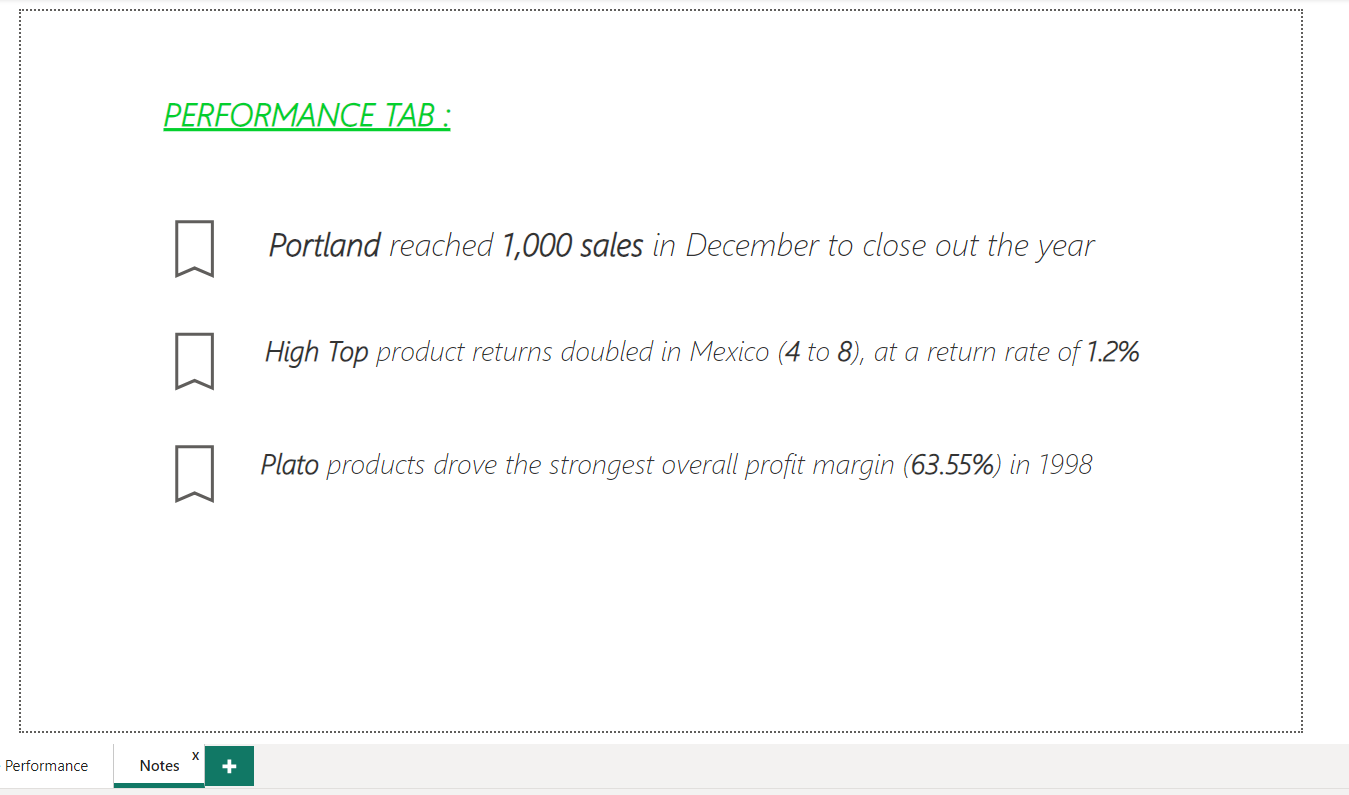 PERFORMANCE TAB :
Portland reached 1,000 sales in December to close out the year
High Top product returns doubled in Mexico (4 to 8), at a return rate of 1.2%
Plato products drove the strongest overall profit margin (63.55%) in 1998
Performance Notes x +